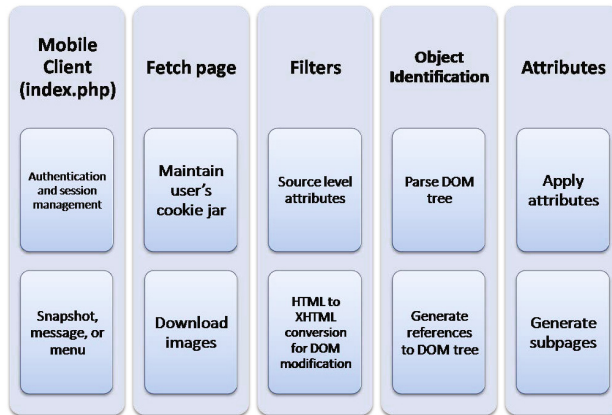 Mobile
Client
(index.php)
Authentication
and session
management
Snapshot,
message, or
menu
Fetch page
Maintain
user's
cookie jar
Download
images
Filters
Source level
attributes
HTML to
XHTML
conversion
for DOM
modification
Object
Identification
Parse DOM
tree
Generate
references
to DOM tree
Attributes
Apply
attributes
Generate
subpages